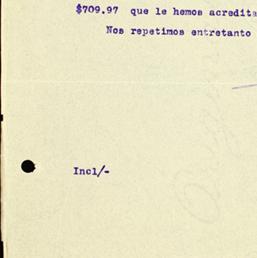 $709.97 que le hemos acredita
Nos repetimos entretanto
Incl/-